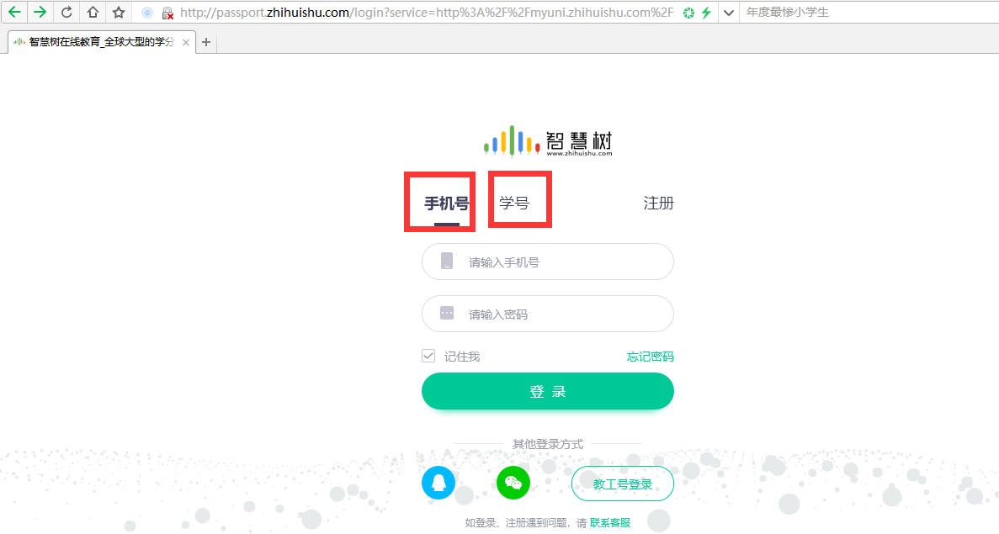 http://passport.zhihuishu.com/login?service=http%3A%2F%2Fmyuni.zhihuishu.com%2F 年度最惨小学生
智慧树在线教育_全球大型的学分
智慧树
www.zhihuishu.com
手机号 学号 注册
请输入手机号
请输入密码
记住我 忘记密码
登 录
其他登录方式
教工号登录
如登录、注册遇到问题，请 联系客服